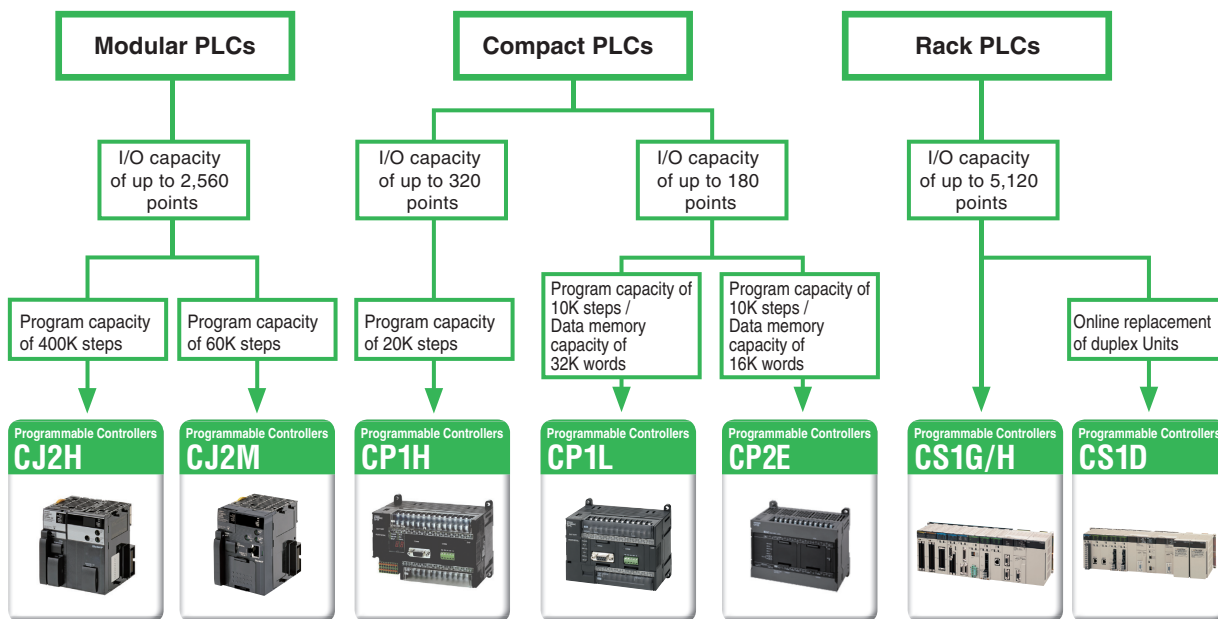 Modular PLCs
Compact PLCs
Rack PLCs
I/O capacity
of up to 2,560
points
I/O capacity
of up to 320
points
I/O capacity
of up to 180
points
I/O capacity
of up to 5,120
points
Program capacity
of 400K steps
Program capacity
of 60K steps
Program capacity
of 20K steps
Program capacity of
10K steps /
Data memory
capacity of
32K words
Program capacity of
10K steps /
Data memory
capacity of
16K words
Online replacement
of duplex Units
Programmable Controllers
CJ2H
Programmable Controllers
CJ2M
Programmable Controllers
CP1H
Programmable Controllers
CP1L
Programmable Controllers
CP2E
Programmable Controllers
CS1G/H
Programmable Controllers
CS1D